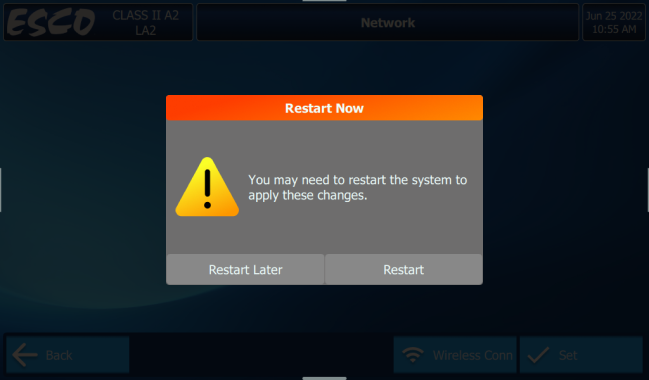 ESCO
CLASS II A2
LA2
Network
Jun 25 2022
10:55 AM
Restart Now
You may need to restart the system to
apply these changes.
Restart Later
Restart
Back
Wireless Conn
Set